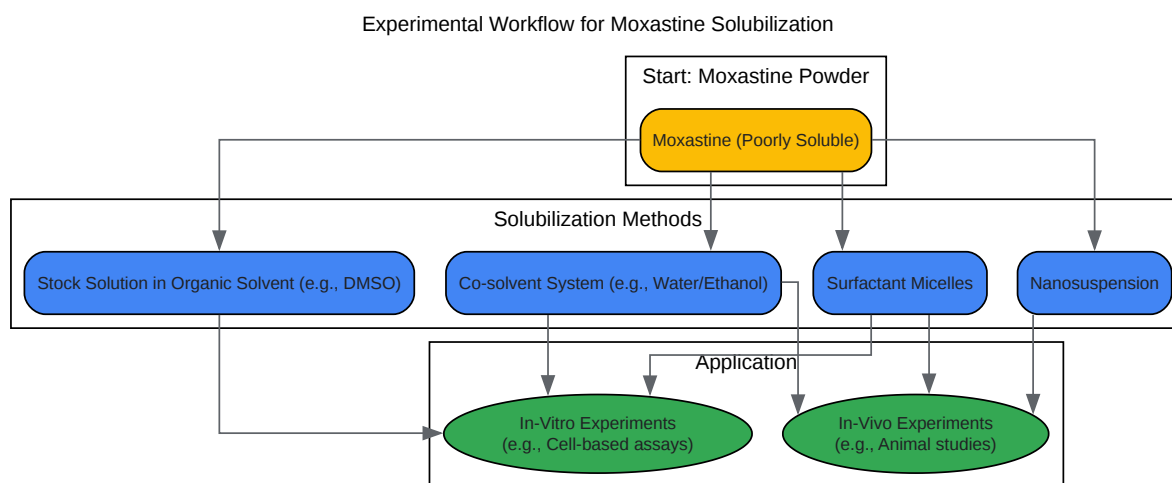 Experimental Workflow for Moxastine Solubilization
Start: Moxastine Powder
Moxastine (Poorly Soluble)
Solubilization Methods
Stock Solution in Organic Solvent (e.g., DMSO)
Co-solvent System (e.g., Water/Ethanol)
Surfactant Micelles
Nanosuspension
Application
In-Vitro Experiments
(e.g., Cell-based assays)
In-Vivo Experiments
(e.g., Animal studies)